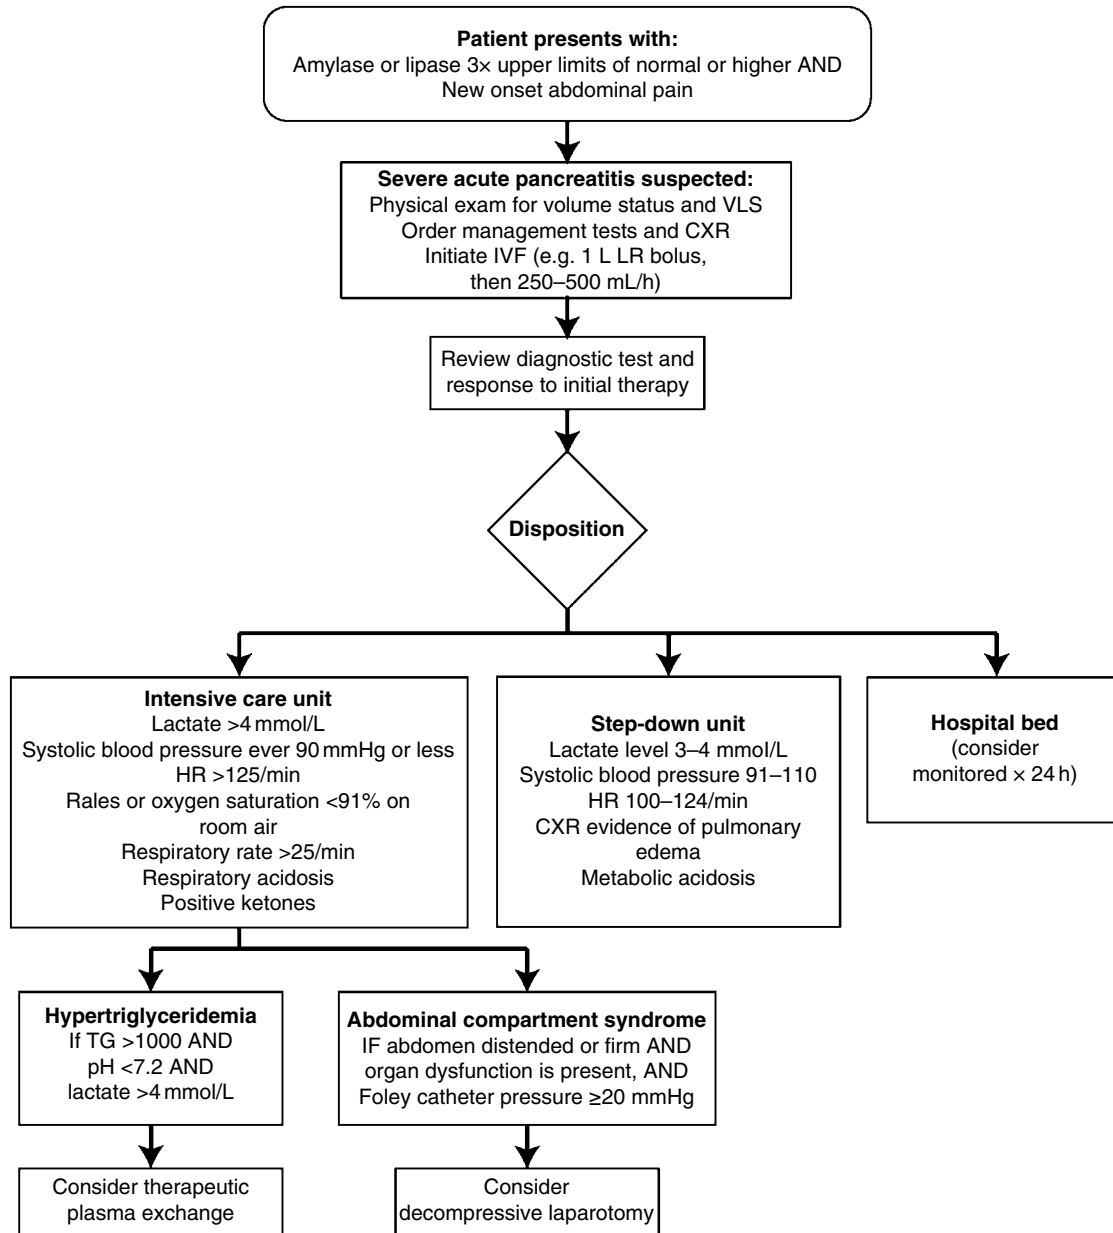 Patient presents with:
Amylase or lipase 3× upper limits of normal or higher AND
New onset abdominal pain
Severe acute pancreatitis suspected:
Physical exam for volume status and VLS
Order management tests and CXR
Initiate IVF (e.g. 1 L LR bolus,
then 250–500 mL/h)
Review diagnostic test and
response to initial therapy
Disposition
Intensive care unit
Lactate >4 mmol/L
Systolic blood pressure ever 90 mmHg or less
HR >125/min
Rales or oxygen saturation <91% on
room air
Respiratory rate >25/min
Respiratory acidosis
Positive ketones
Step-down unit
Lactate level 3–4 mmol/L
Systolic blood pressure 91–110
HR 100–124/min
CXR evidence of pulmonary
edema
Metabolic acidosis
Hospital bed
(consider
monitored × 24 h)
Hypertriglyceridemia
If TG >1000 AND
pH <7.2 AND
lactate >4 mmol/L
Abdominal compartment syndrome
IF abdomen distended or firm AND
organ dysfunction is present, AND
Foley catheter pressure ≥20 mmHg
Consider therapeutic
plasma exchange
Consider
decompressive laparotomy